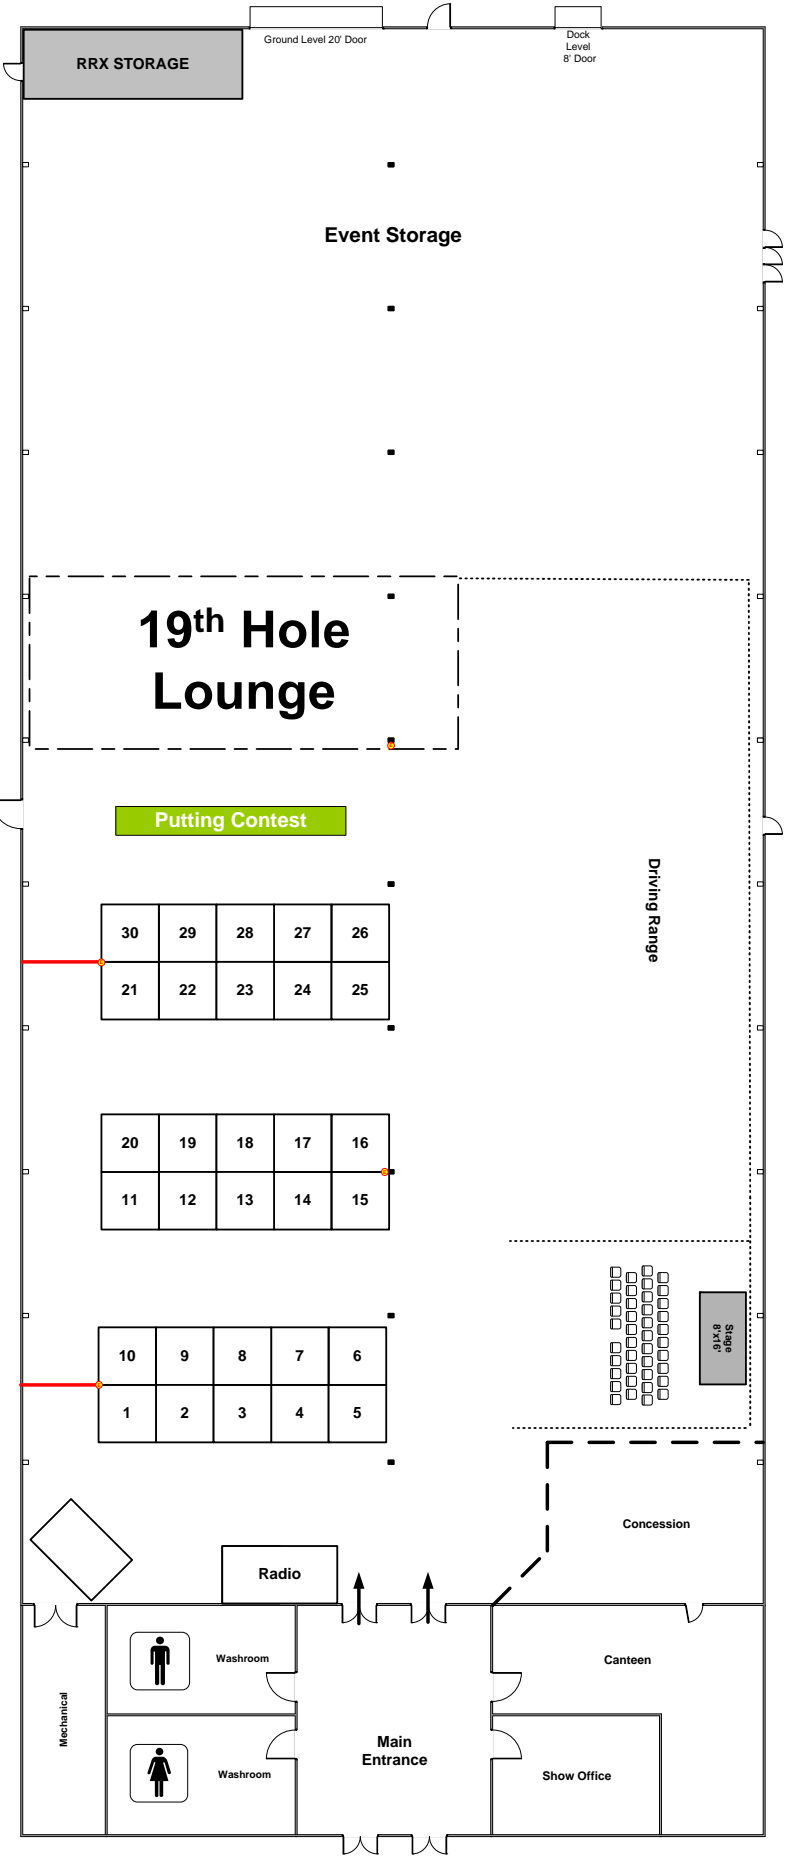 Ground Level 20' Door
Dock
Level
8' Door
RRX STORAGE
Event Storage
19th Hole
Lounge
Putting Contest
Driving Range
30 29 28 27 26
21 22 23 24 25
20 19 18 17 16
11 12 13 14 15
Stage
8'x16'
10 9 8 7 6
1 2 3 4 5
Concession
Radio
Washroom
Canteen
Mechanical
Main
Entrance
Washroom
Show Office